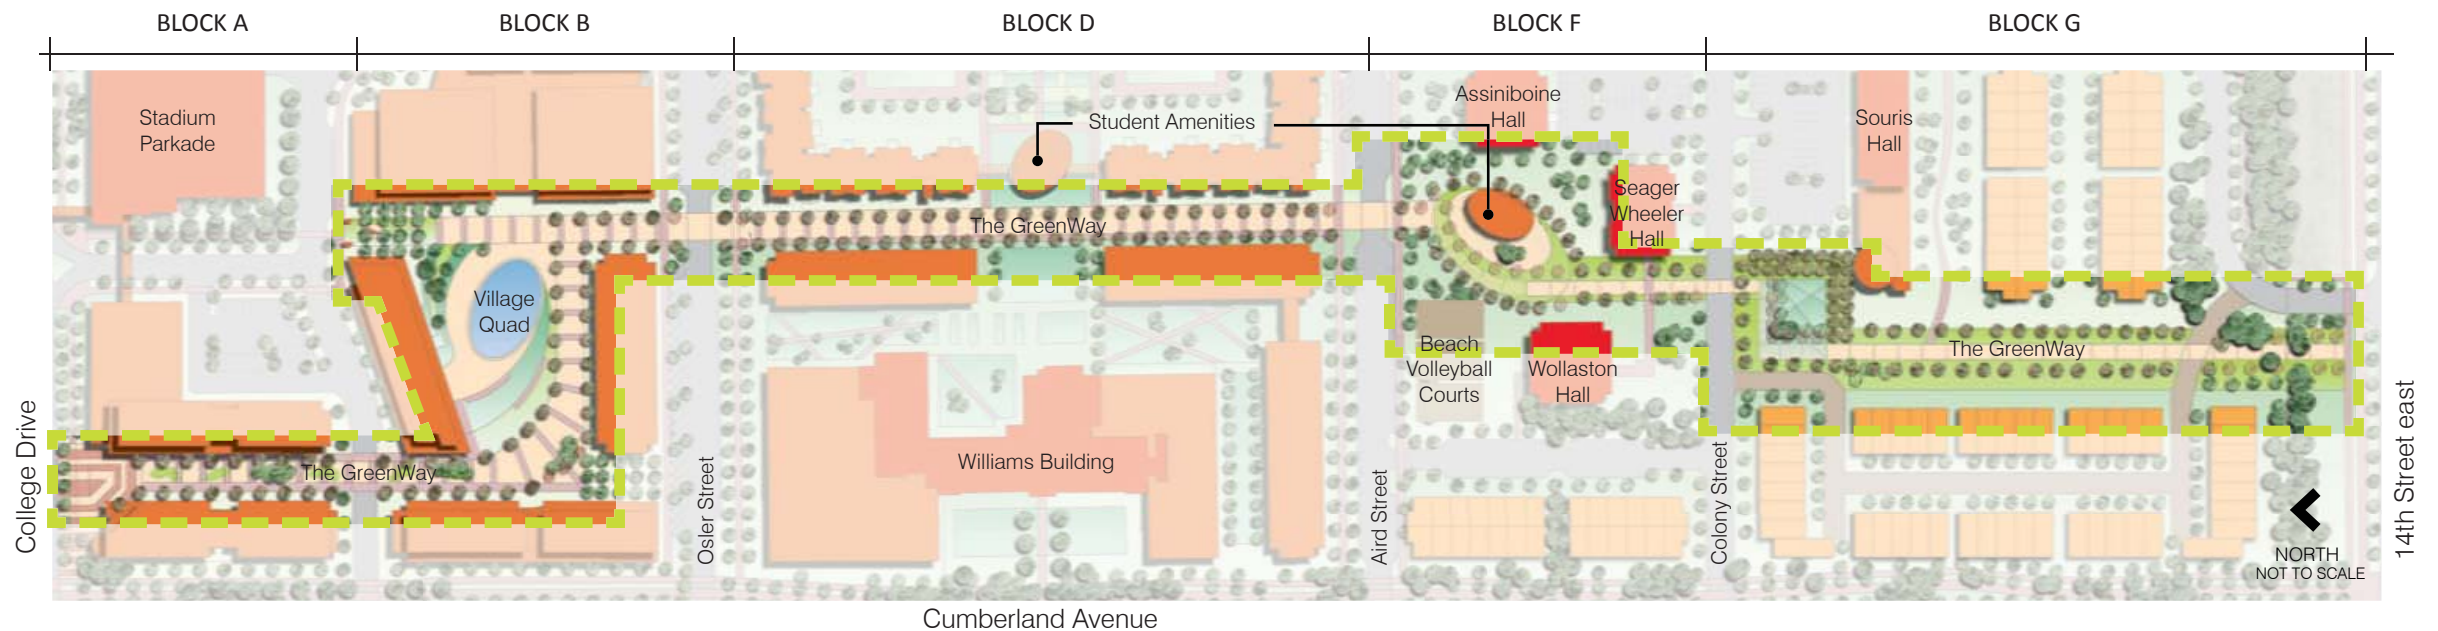 BLOCK A
BLOCK B
BLOCK D
BLOCK F
BLOCK G
Stadium
Parkade
Student Amenities
Assiniboine
Hall
Souris
Hall
Seager
Wheeler
Hall
The GreenWay
Village
Quad
Beach
Volleyball
Courts
Wollaston
Hall
The GreenWay
The GreenWay
Williams Building
College Drive
Osler Street
Aird Street
Colony Street
14th Street east
NORTH
NOT TO SCALE
Cumberland Avenue